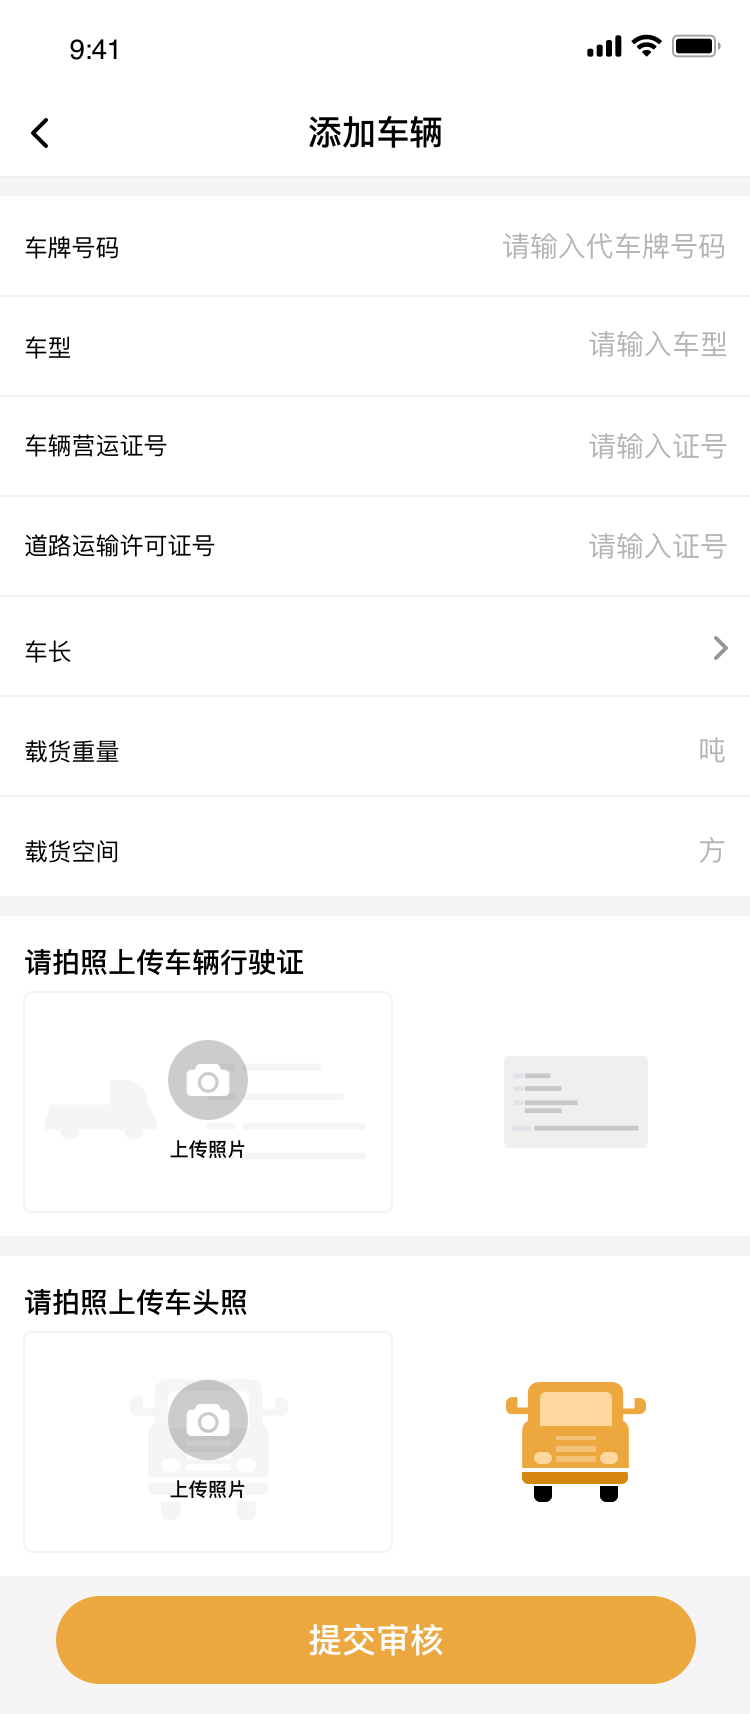 9:41
添加车辆
车牌号码 请输入代车牌号码
车型 请输入车型
车辆营运证号 请输入证号
道路运输许可证号 请输入证号
车长
载货重量 吨
载货空间 方
请拍照上传车辆行驶证
上传照片
请拍照上传车头照
上传照片
提交审核